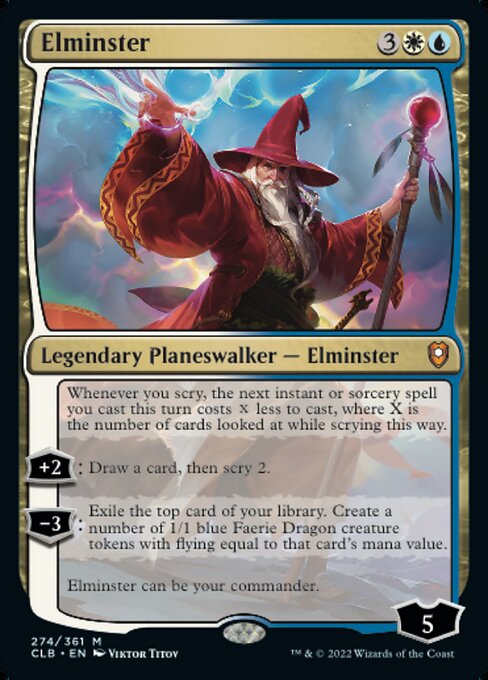 Elminster 3
Legendary Planeswalker — Elminster
Whenever you scry, the next instant or sorcery spell
you cast this turn costs X less to cast, where X is
the number of cards looked at while scrying this way.
+2 : Draw a card, then scry 2.
Exile the top card of your library. Create a
−3 : number of 1/1 blue Faerie Dragon creature
tokens with flying equal to that card's mana value.
Elminster can be your commander.
5
274/361 M
CLB • EN Viktor Titov
™ & © 2022 Wizards of the Coast